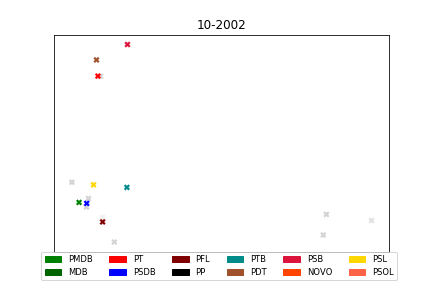 10-2002
PMDB PT PFL PTB PSB PSL
MDB PSDB PP PDT NOVO PSOL